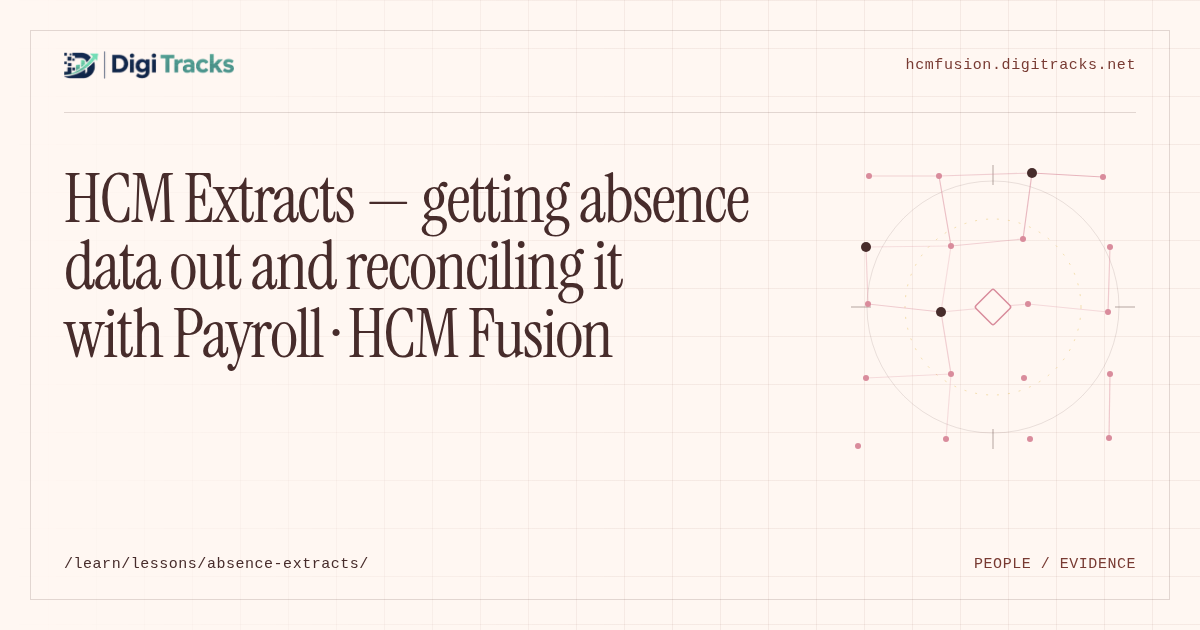 Digi Tracks
hcmfusion.digitracks.net
HCM Extracts — getting absence
data out and reconciling it
with Payroll · HCM Fusion
/learn/lessons/absence-extracts/
PEOPLE / EVIDENCE